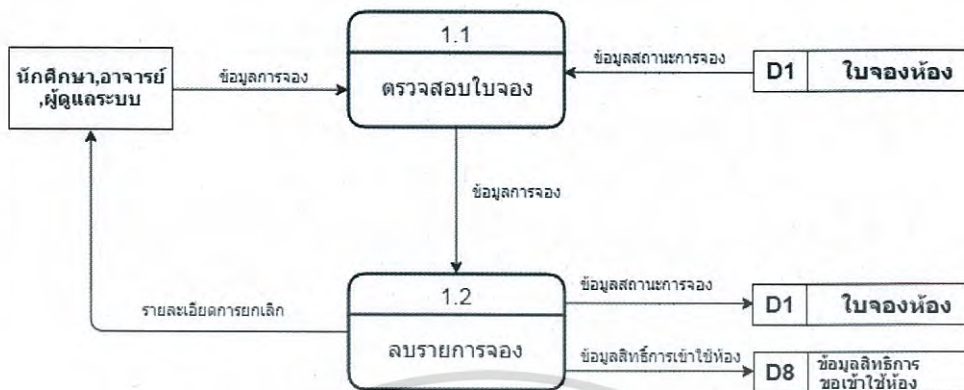 1.1
ตรวจสอบใบจอง
นักศึกษา,อาจารย์
,ผู้ดูแลระบบ
ข้อมูลการจอง
ข้อมูลสถานะการจอง
D1 ใบจองห้อง
ข้อมูลการจอง
1.2
ลบรายการจอง
รายละเอียดการยกเลิก
ข้อมูลสถานะการจอง
D1 ใบจองห้อง
ข้อมูลสิทธิ์การเข้าใช้ห้อง
D8 ข้อมูลสิทธิการ
ขอเข้าใช้ห้อง